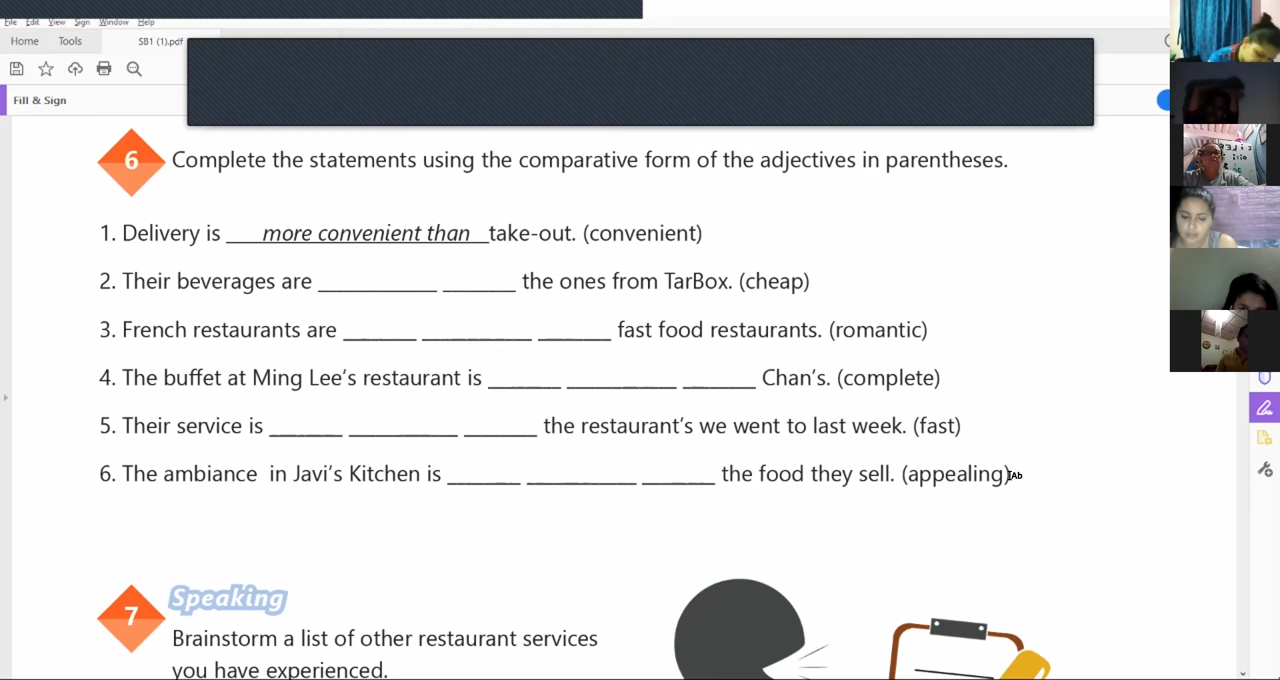 File Edit View Sign Window Help
Home Tools SB1 (1).pdf
Fill & Sign
6 Complete the statements using the comparative form of the adjectives in parentheses.
1. Delivery is ____more convenient than__take-out. (convenient)
2. Their beverages are ___________ _______ the ones from TarBox. (cheap)
3. French restaurants are _______ __________ _______ fast food restaurants. (romantic)
4. The buffet at Ming Lee’s restaurant is _______ __________ _______ Chan’s. (complete)
5. Their service is _______ __________ _______ the restaurant’s we went to last week. (fast)
6. The ambiance in Javi’s Kitchen is _______ __________ _______ the food they sell. (appealing)
Ab
7 Speaking
Brainstorm a list of other restaurant services
you have experienced.